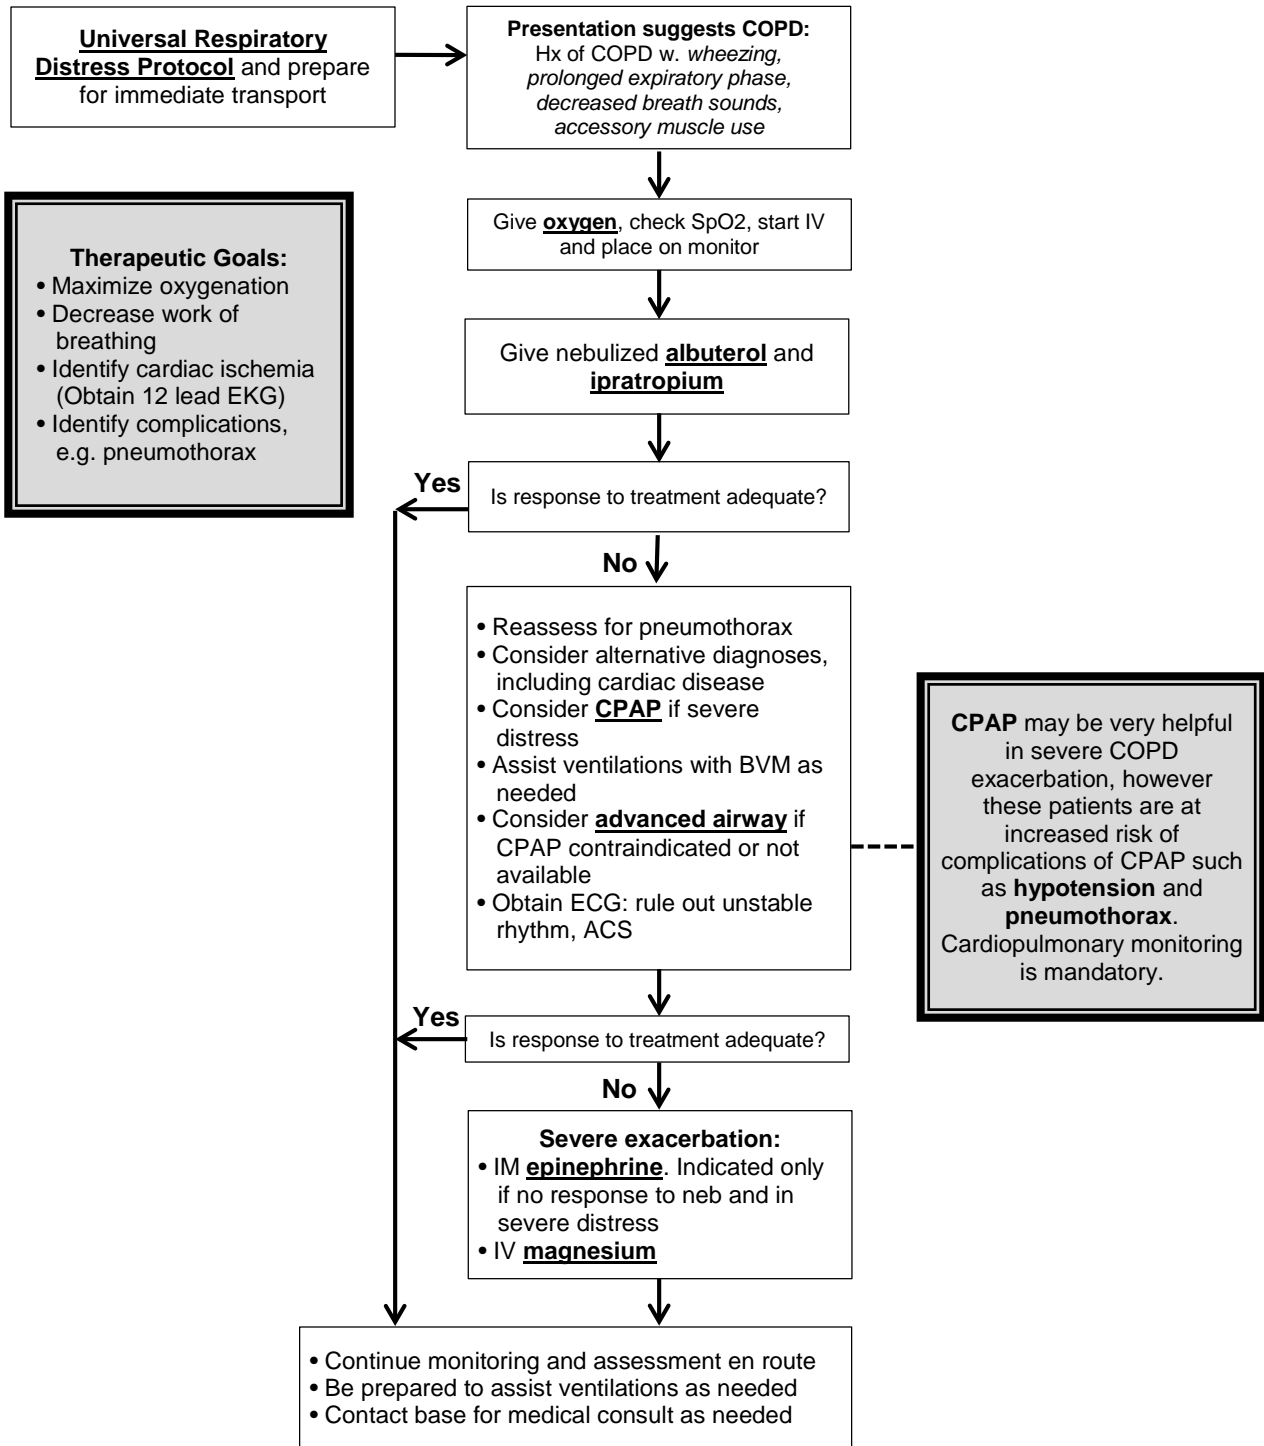 Universal Respiratory
Distress Protocol and prepare
for immediate transport
Presentation suggests COPD:
Hx of COPD w. wheezing,
prolonged expiratory phase,
decreased breath sounds,
accessory muscle use
Therapeutic Goals:
• Maximize oxygenation
• Decrease work of
breathing
• Identify cardiac ischemia
(Obtain 12 lead EKG)
• Identify complications,
e.g. pneumothorax
Give oxygen, check SpO2, start IV
and place on monitor
Give nebulized albuterol and
ipratropium
Yes
Is response to treatment adequate?
No
• Reassess for pneumothorax
• Consider alternative diagnoses,
including cardiac disease
• Consider CPAP if severe
distress
• Assist ventilations with BVM as
needed
• Consider advanced airway if
CPAP contraindicated or not
available
• Obtain ECG: rule out unstable
rhythm, ACS
CPAP may be very helpful
in severe COPD
exacerbation, however
these patients are at
increased risk of
complications of CPAP such
as hypotension and
pneumothorax.
Cardiopulmonary monitoring
is mandatory.
Yes
Is response to treatment adequate?
No
Severe exacerbation:
• IM epinephrine. Indicated only
if no response to neb and in
severe distress
• IV magnesium
• Continue monitoring and assessment en route
• Be prepared to assist ventilations as needed
• Contact base for medical consult as needed